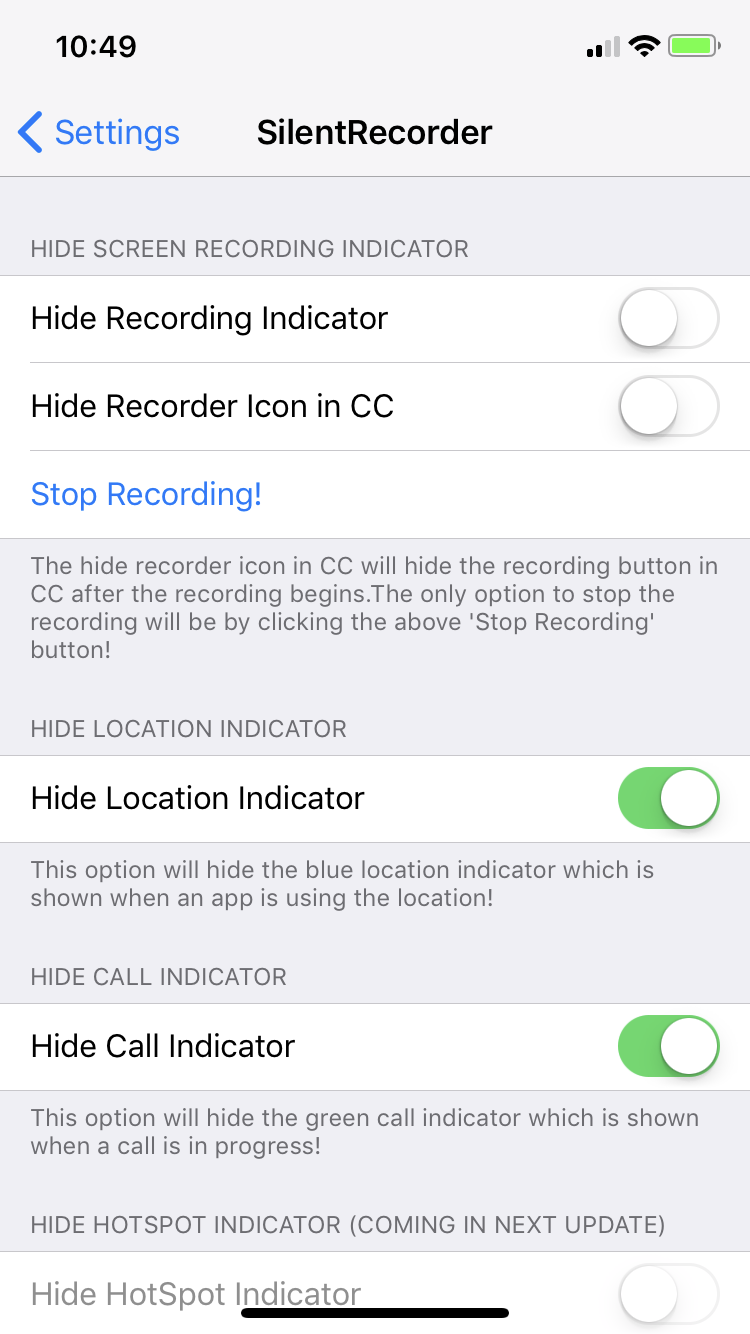 10:49
Settings
SilentRecorder
HIDE SCREEN RECORDING INDICATOR
Hide Recording Indicator
Hide Recorder Icon in CC
Stop Recording!
The hide recorder icon in CC will hide the recording button in
CC after the recording begins.The only option to stop the
recording will be by clicking the above 'Stop Recording'
button!
HIDE LOCATION INDICATOR
Hide Location Indicator
This option will hide the blue location indicator which is
shown when an app is using the location!
HIDE CALL INDICATOR
Hide Call Indicator
This option will hide the green call indicator which is shown
when a call is in progress!
HIDE HOTSPOT INDICATOR (COMING IN NEXT UPDATE)
Hide HotSpot Indicator